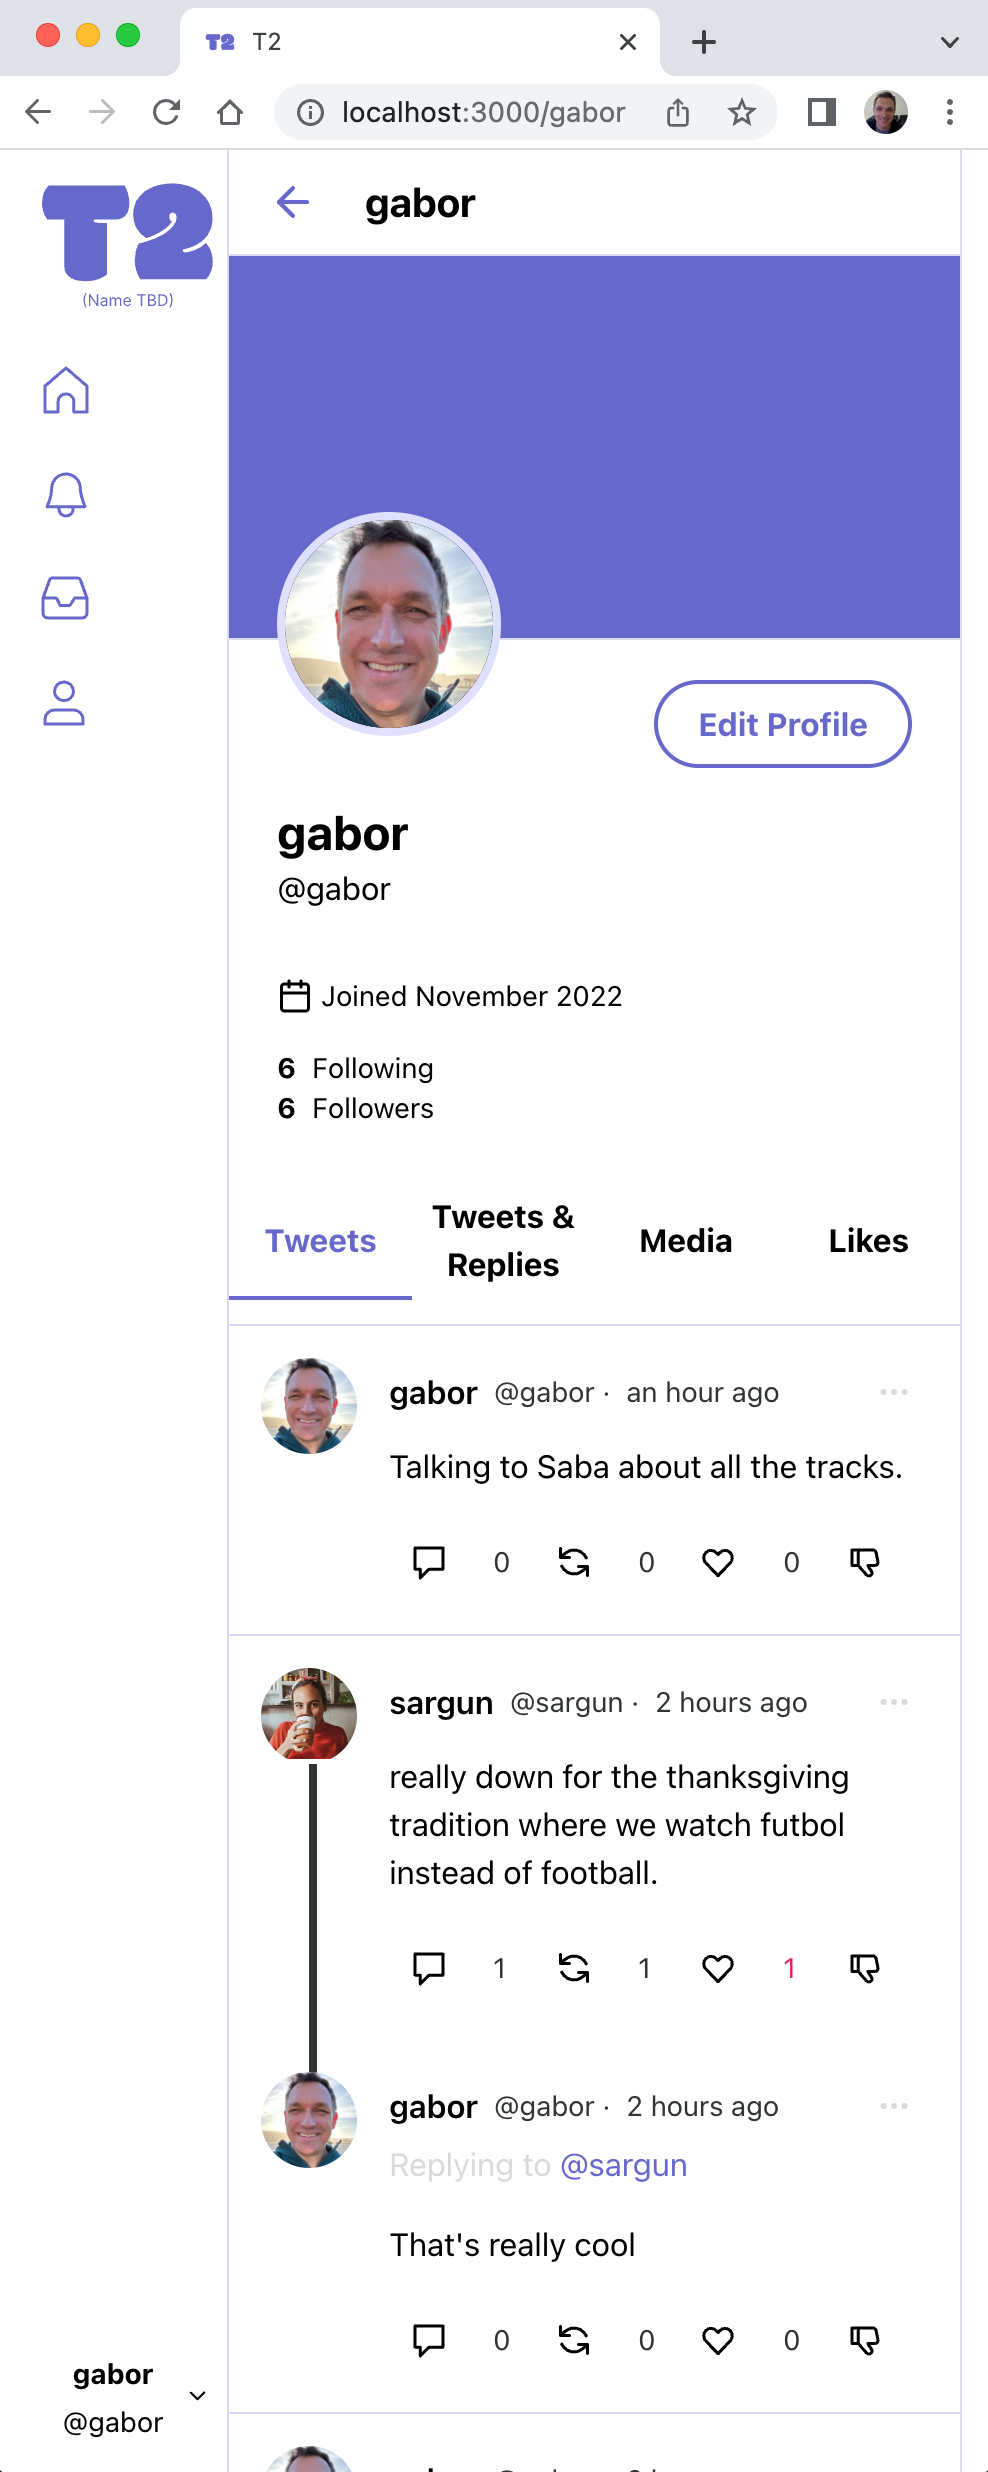 T2 T2
localhost:3000/gabor
T2
(Name TBD)
gabor
Edit Profile
gabor
@gabor
Joined November 2022
6 Following
6 Followers
Tweets
Tweets &
Replies
Media
Likes
gabor @gabor · an hour ago
Talking to Saba about all the tracks.
0 0 0
sargun @sargun · 2 hours ago
really down for the thanksgiving
tradition where we watch futbol
instead of football.
1 1 1
gabor @gabor · 2 hours ago
Replying to @sargun
That's really cool
0 0 0
gabor
@gabor